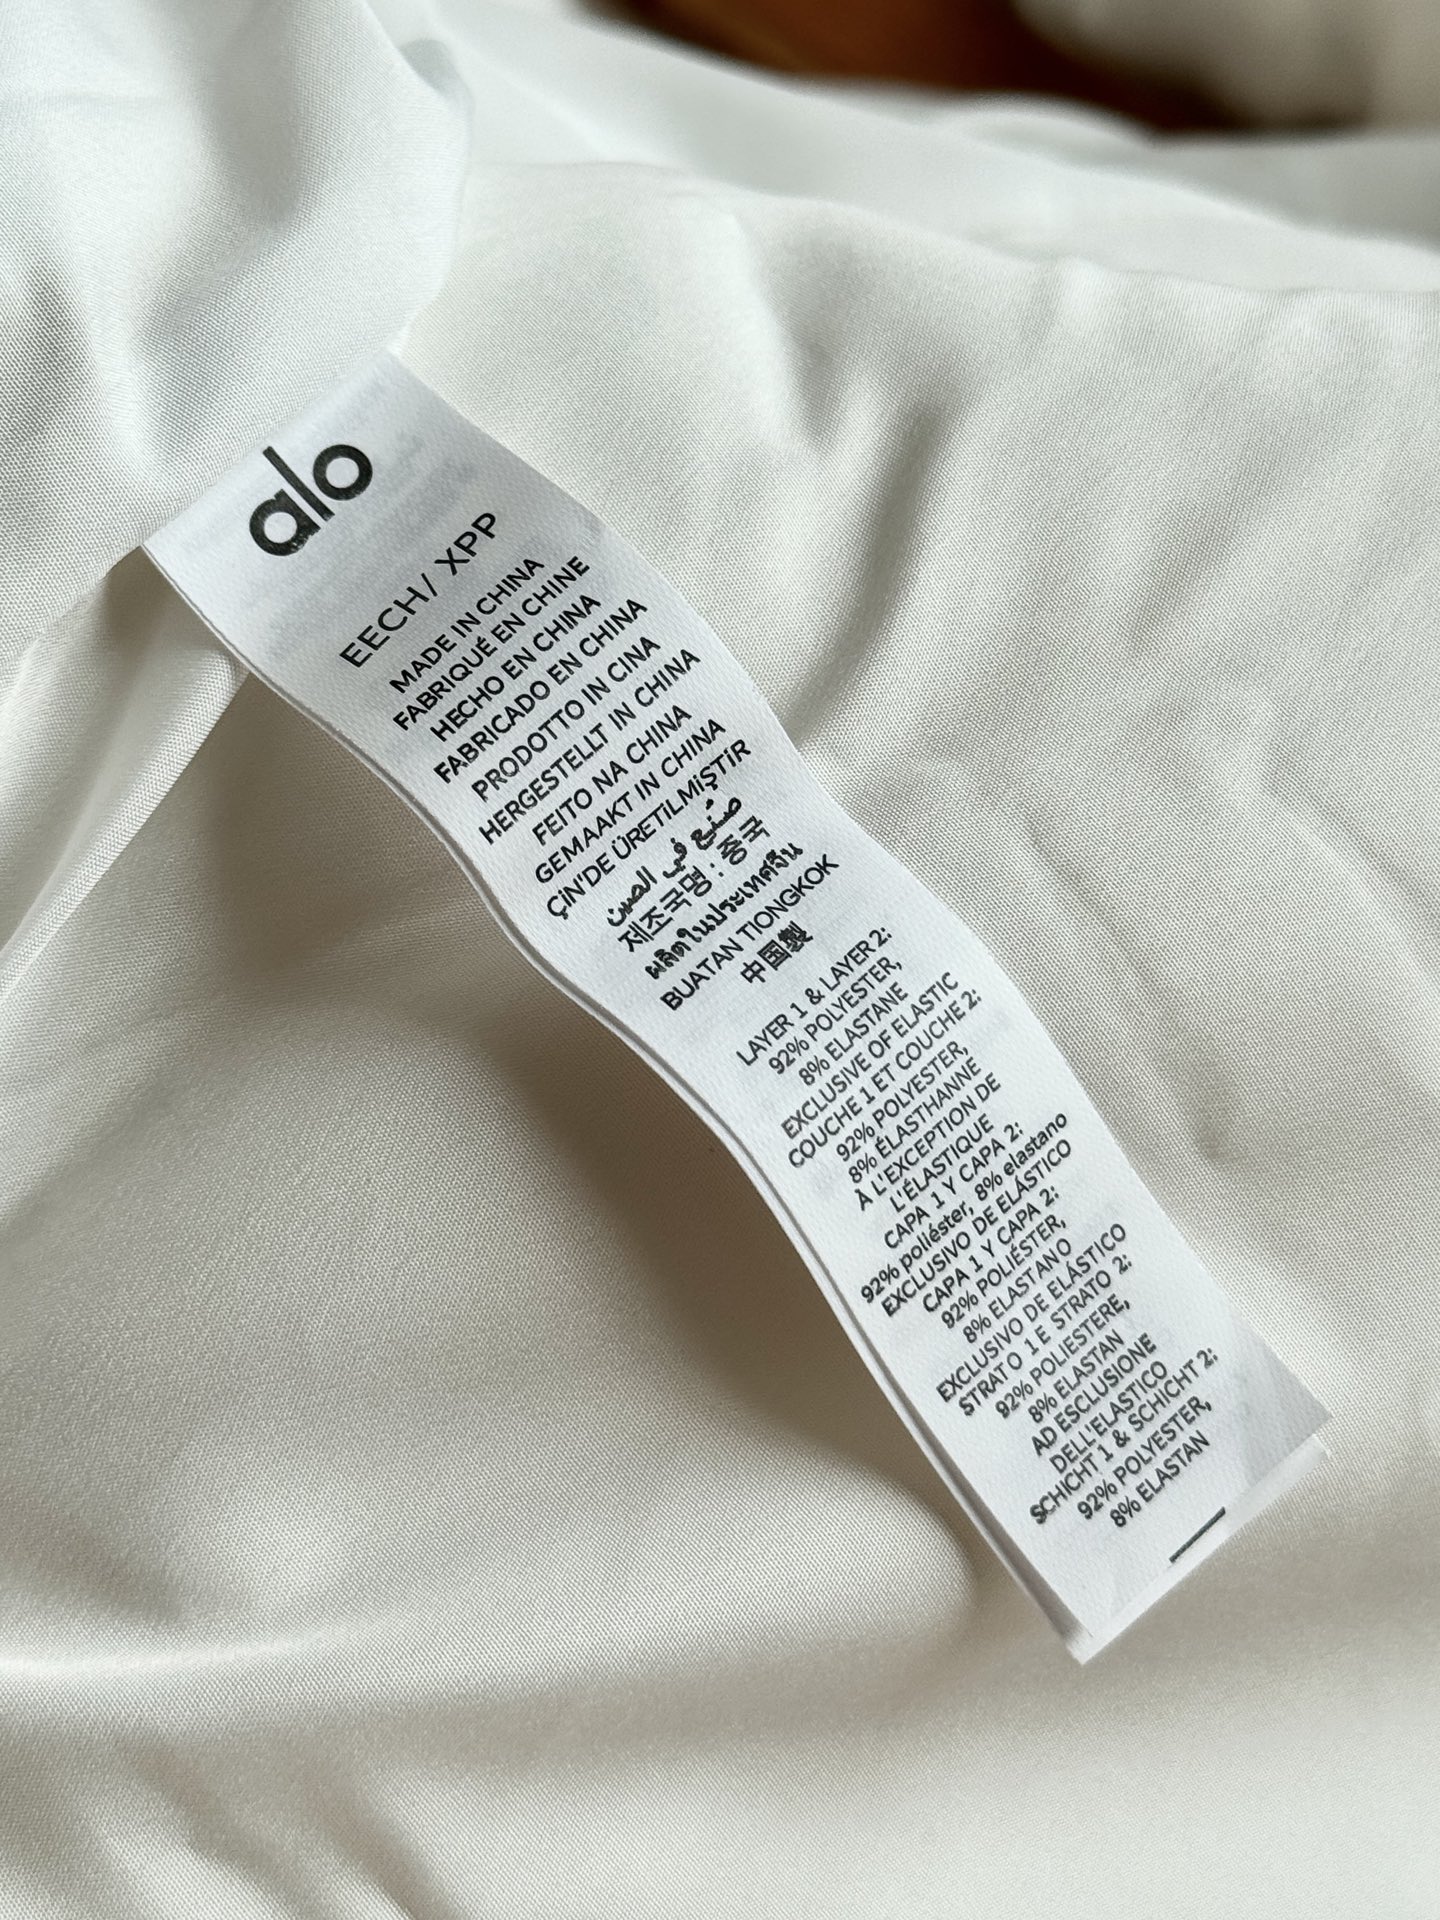 alo
EECH/ XPP
MADE IN CHINA
FABRIQUÉ EN CHINE
HECHO EN CHINA
FABRICADO EN CHINA
PRODOTTO IN CINA
HERGESTELLT IN CHINA
FEITO NA CHINA
GEMAAKT IN CHINA
ÇİN'DE ÜRETİLMİŞTİR
صُنع في الصين
제조국명 : 중국
ผลิตในประเทศจีน
BUATAN TIONGKOK
中国製
LAYER 1 & LAYER 2:
92% POLYESTER,
8% ELASTANE
EXCLUSIVE OF ELASTIC
COUCHE 1 ET COUCHE 2:
92% POLYESTER,
8% ÉLASTHANNE
À L'EXCEPTION DE
L'ÉLASTIQUE
CAPA 1 Y CAPA 2:
92% poliéster, 8% elastano
EXCLUSIVO DE ELÁSTICO
CAPA 1 Y CAPA 2:
92% POLIÉSTER,
8% ELASTANO
EXCLUSIVO DE ELÁSTICO
STRATO 1 E STRATO 2:
92% POLIESTERE,
8% ELASTAN
AD ESCLUSIONE
DELL'ELASTICO
SCHICHT 1 & SCHICHT 2:
92% POLYESTER,
8% ELASTAN